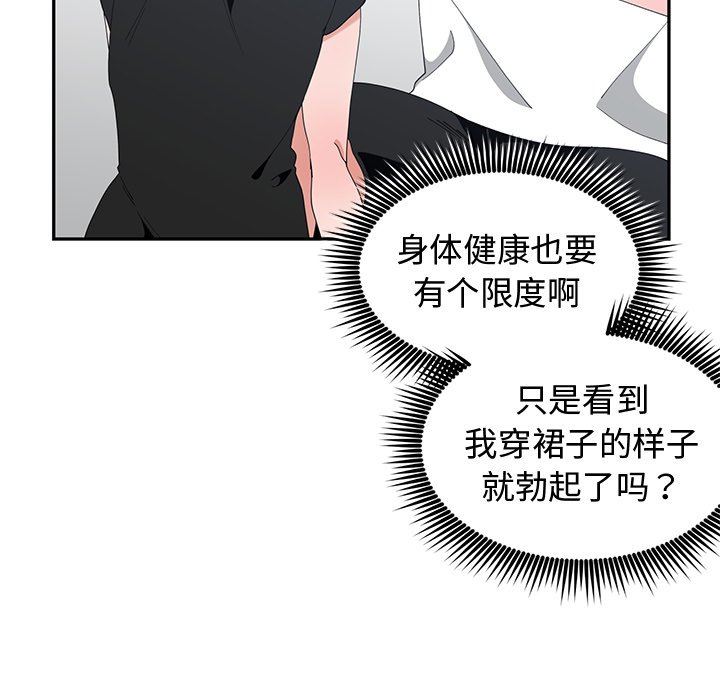 身体健康也要
有个限度啊
只是看到
我穿裙子的样子
就勃起了吗？